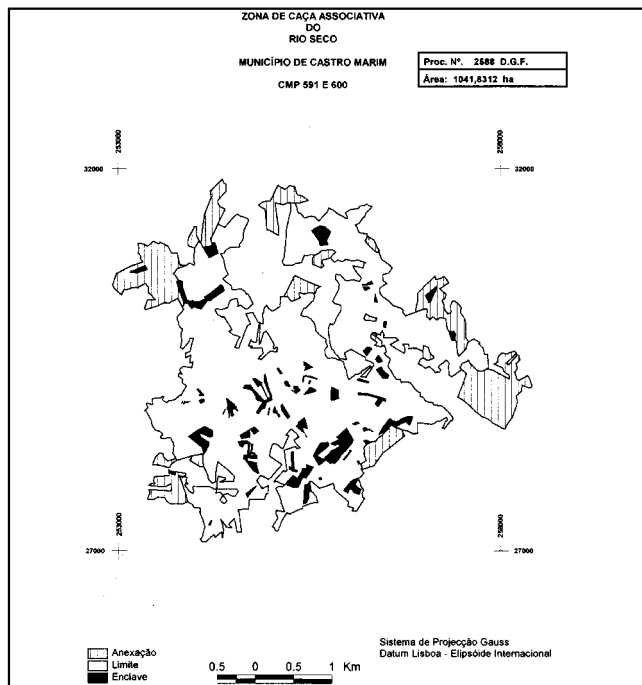 ZONA DE CAÇA ASSOCIATIVA
DO
RIO SECO
MUNICÍPIO DE CASTRO MARIM
CMP 591 E 600
Proc. Nº. 2588 D.G.F.
Área: 1041,8312 ha
253000
258000
32000
32000
27000
27000
253000
258000
Anexação
Limite
Enclave
0.5 0 0.5 1 Km
Sistema de Projecção Gauss
Datum Lisboa - Elipsóide Internacional